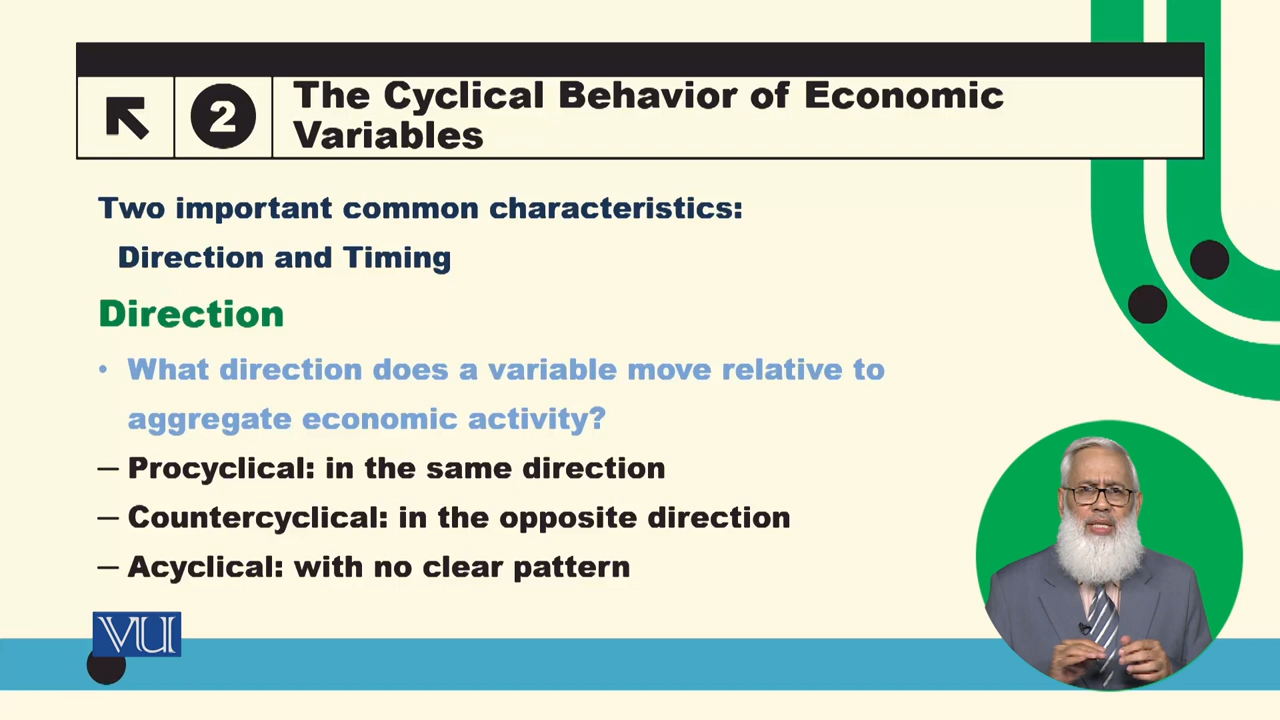 2
The Cyclical Behavior of Economic
Variables
Two important common characteristics:
Direction and Timing
Direction
• What direction does a variable move relative to
aggregate economic activity?
— Procyclical: in the same direction
— Countercyclical: in the opposite direction
— Acyclical: with no clear pattern
VU